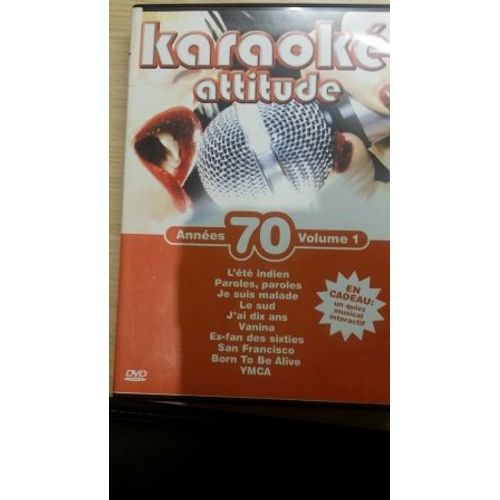 karaoké
attitude
Années 70 Volume 1
L'été indien
Paroles, paroles
Je suis malade
Le sud
J'ai dix ans
Vanina
Ex-fan des sixties
San Francisco
Born To Be Alive
YMCA
EN
CADEAU:
un quizz
musical
interactif
DVD